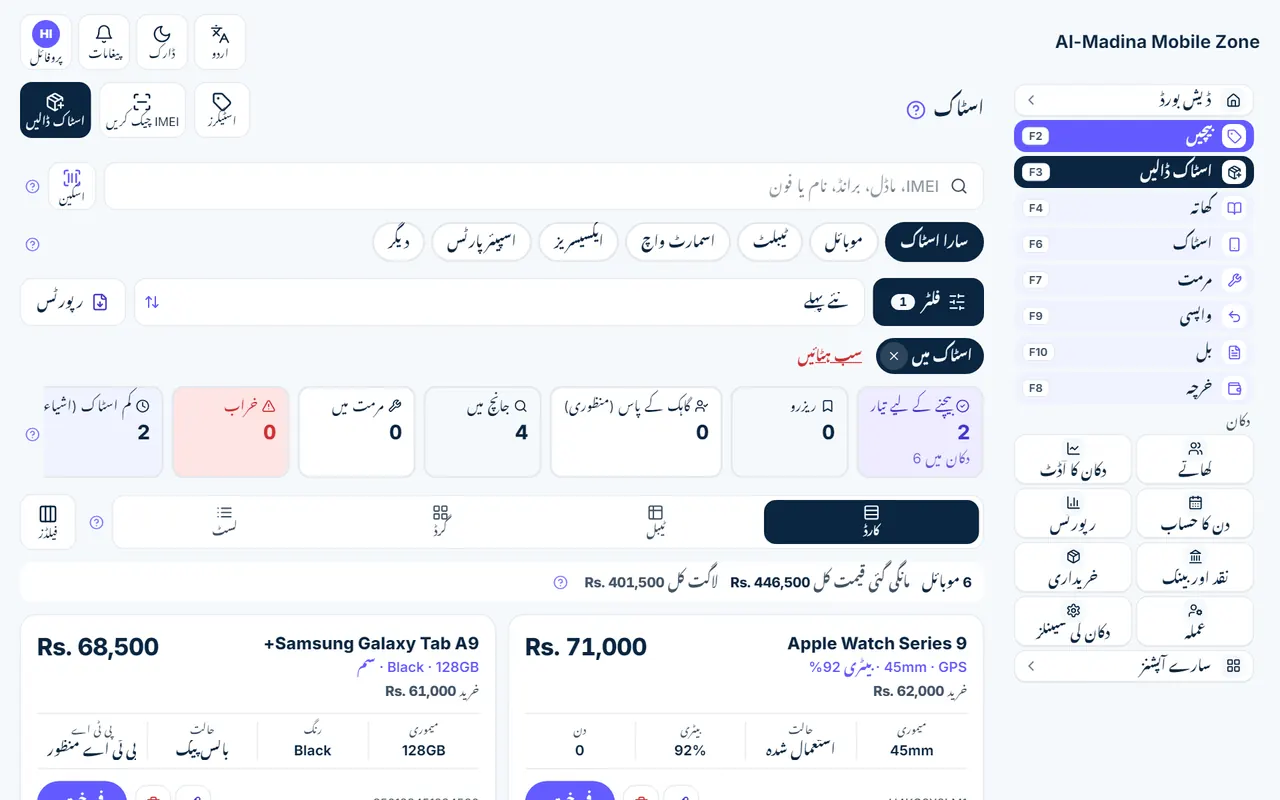 Al-Madina Mobile Zone
اردو
ڈارک
پیغامات
HI
پروفائل
ڈیش بورڈ
بیچیں F2
اسٹاک ڈالیں F3
کھاتہ F4
اسٹاک F6
مرمت F7
واپسی F9
بل F10
خرچہ F8
دکان
کھاتے
دکان کا آڈٹ
دن کا حساب
رپورٹس
نقد اور بینک
خریداری
عملہ
دکان کی سیٹنگز
سارے آپشنز
اسٹاک
اسٹیکرز
IMEI چیک کریں
اسٹاک ڈالیں
IMEI، ماڈل، برانڈ، نام یا فون
اسکین
سارا اسٹاک
موبائل
ٹیبلٹ
اسمارٹ واچ
ایکسیسریز
اسپیئر پارٹس
دیگر
فلٹر 1
نئے پہلے
رپورٹس
اسٹاک میں
سب ہٹائیں
بیچنے کے لیے تیار
2
دکان میں 6
ریزرو
0
گاہک کے پاس (منظوری)
0
جانچ میں
4
مرمت میں
0
خراب
0
کم اسٹاک (اشیاء
2
کارڈ
ٹیبل
گرڈ
لسٹ
فیلڈز
6 موبائل مانگی گئی قیمت کل Rs. 446,500 لاگت کل Rs. 401,500
Apple Watch Series 9
Rs. 71,000
45mm · GPS · بیٹری 92%
خرید Rs. 62,000
میموری
45mm
حالت
استعمال شدہ
بیٹری
92%
دن
0
Samsung Galaxy Tab A9+
Rs. 68,500
Black · 128GB · سم
خرید Rs. 61,000
میموری
128GB
رنگ
Black
حالت
باکس پیک
پی ٹی اے
پی ٹی اے منظور